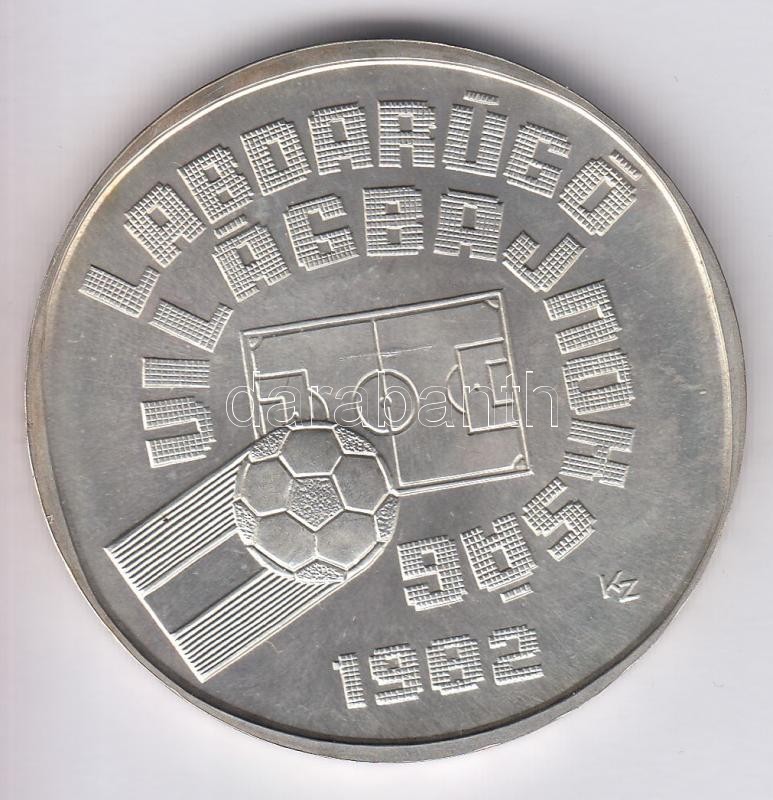 LABDARÚGÓ
VILÁGBAJNOKSÁG
1982
KZ
darabanth